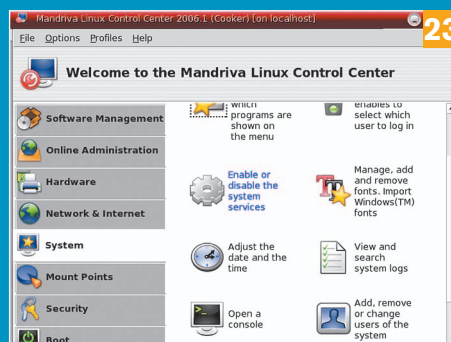 Mandriva Linux Control Center 2006.1 (Cooker) [on localhost]
23
File Options Profiles Help
Welcome to the Mandriva Linux Control Center
Software Management
Online Administration
Hardware
Network & Internet
System
Mount Points
Security
Boot
which
programs are
shown on
the menu
enables to
select which
user to log in
Enable or
disable the
system
services
Manage, add
and remove
fonts. Import
Windows(TM)
fonts
Adjust the
date and the
time
View and
search
system logs
Open a
console
Add, remove
or change
users of the
system